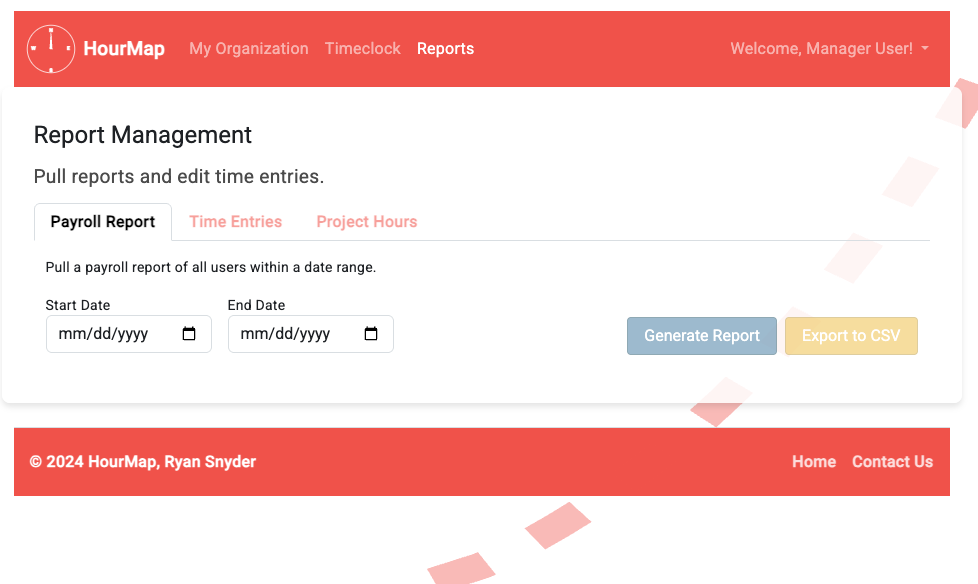 HourMap My Organization Timeclock Reports Welcome, Manager User!
Report Management
Pull reports and edit time entries.
Payroll Report Time Entries Project Hours
Pull a payroll report of all users within a date range.
Start Date End Date
mm/dd/yyyy mm/dd/yyyy Generate Report Export to CSV
© 2024 HourMap, Ryan Snyder Home Contact Us